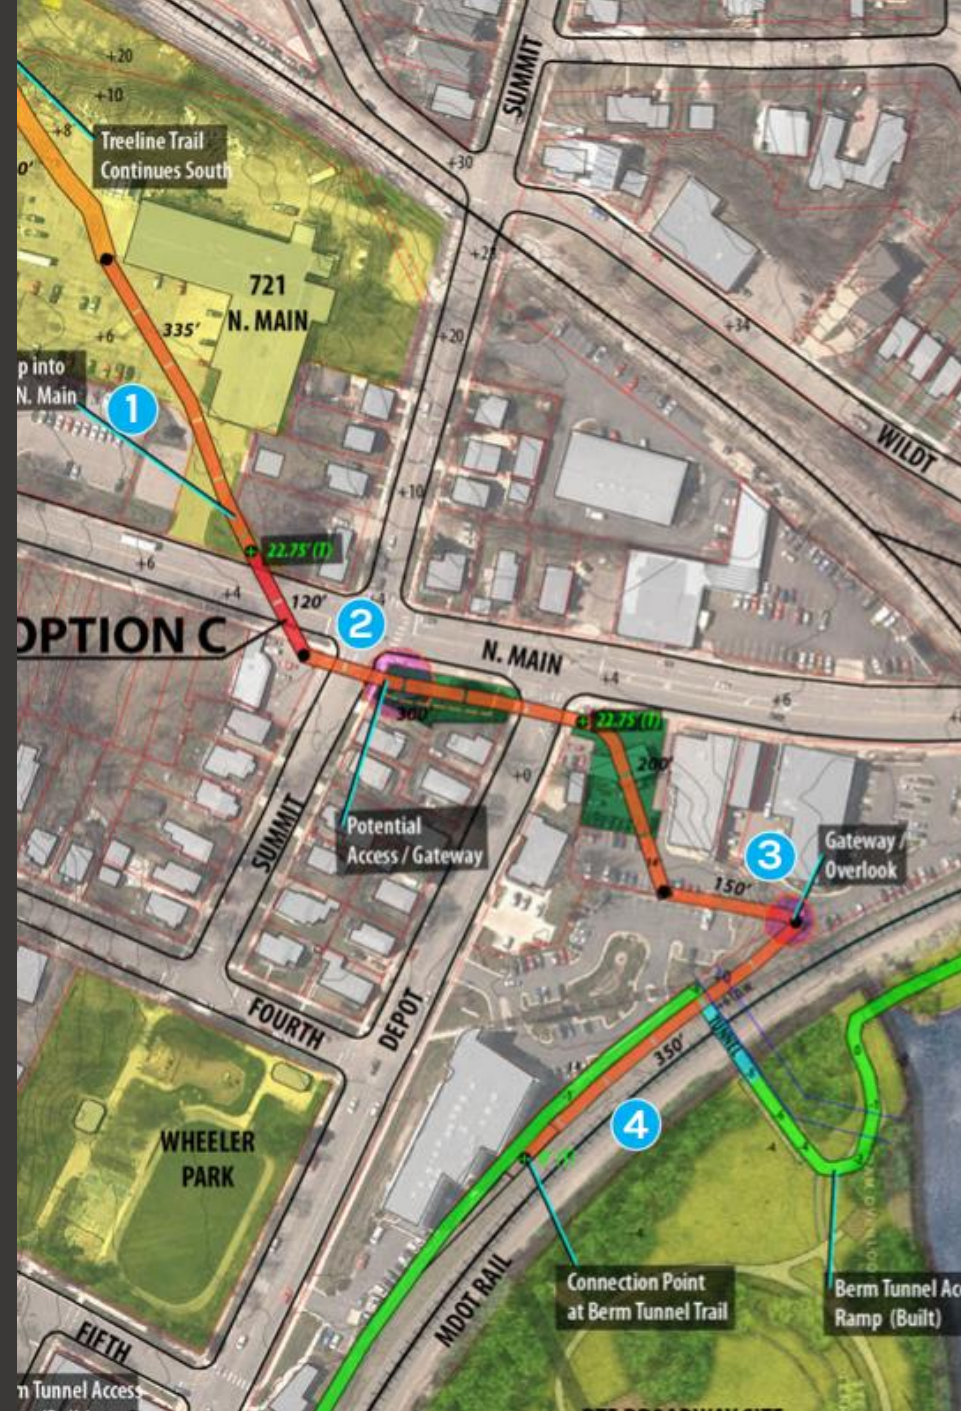 SUMMIT
+20
+10
+8
Treeline Trail
Continues South
0'
+30
721
N. MAIN
+20
+34
335'
+6
p into
N. Main
1
WILDT
+10
22.75' (T)
+6
+4
120'
2
OPTION C
N. MAIN
+4
+6
300'
22.75' (T)
200'
+0
SUMMIT
Potential
Access / Gateway
3
Gateway /
Overlook
150'
FOURTH
DEPOT
TUNNEL
350'
4
WHEELER
PARK
MDOT RAIL
Connection Point
at Berm Tunnel Trail
Berm Tunnel Acc
Ramp (Built)
FIFTH
m Tunnel Access